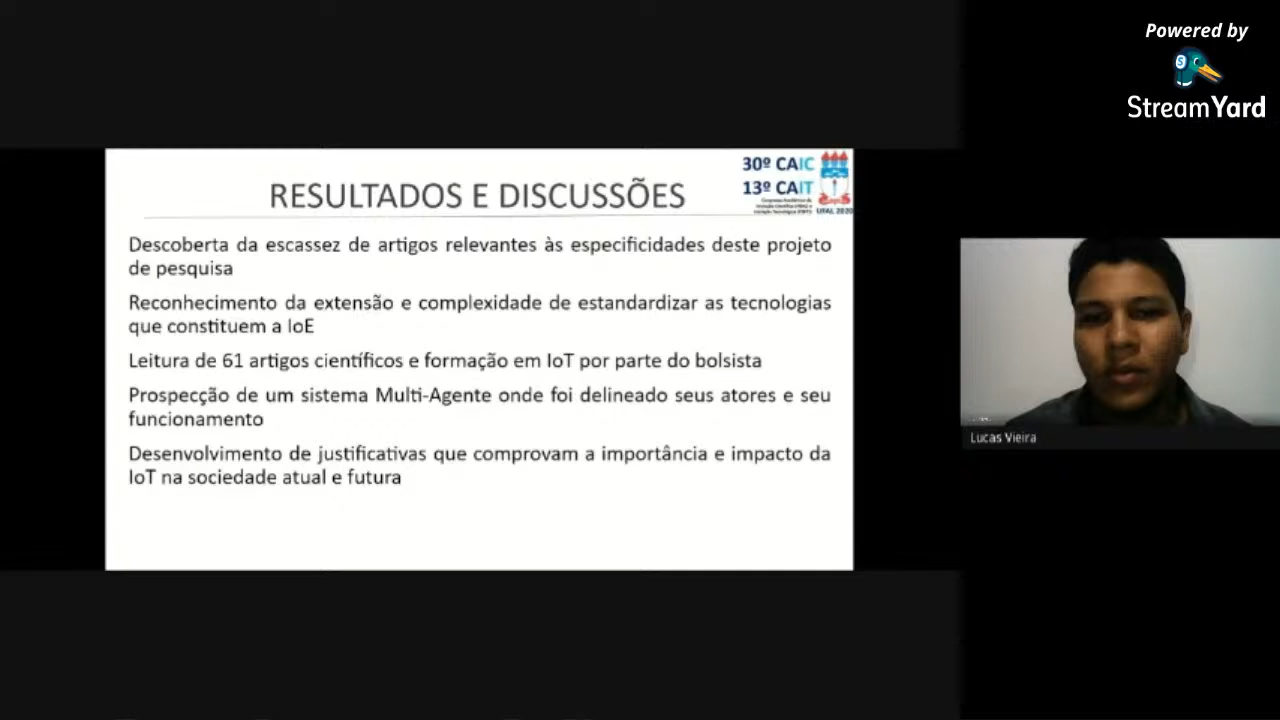 Powered by
StreamYard
30º CAIC
13º CAIT
UFAL 2020
RESULTADOS E DISCUSSÕES
Descoberta da escassez de artigos relevantes às especificidades deste projeto
de pesquisa
Reconhecimento da extensão e complexidade de estandardizar as tecnologias
que constituem a IoE
Leitura de 61 artigos científicos e formação em IoT por parte do bolsista
Prospecção de um sistema Multi-Agente onde foi delineado seus atores e seu
funcionamento
Desenvolvimento de justificativas que comprovam a importância e impacto da
IoT na sociedade atual e futura
Lucas Vieira